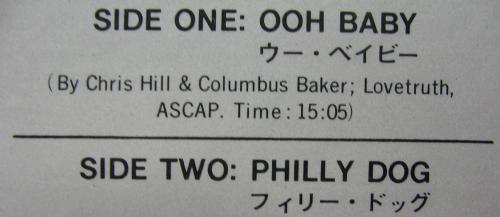 SIDE ONE: OOH BABY
ウー・ベイビー
(By Chris Hill & Columbus Baker; Lovetruth,
ASCAP. Time: 15:05)
SIDE TWO: PHILLY DOG
フィリー・ドッグ